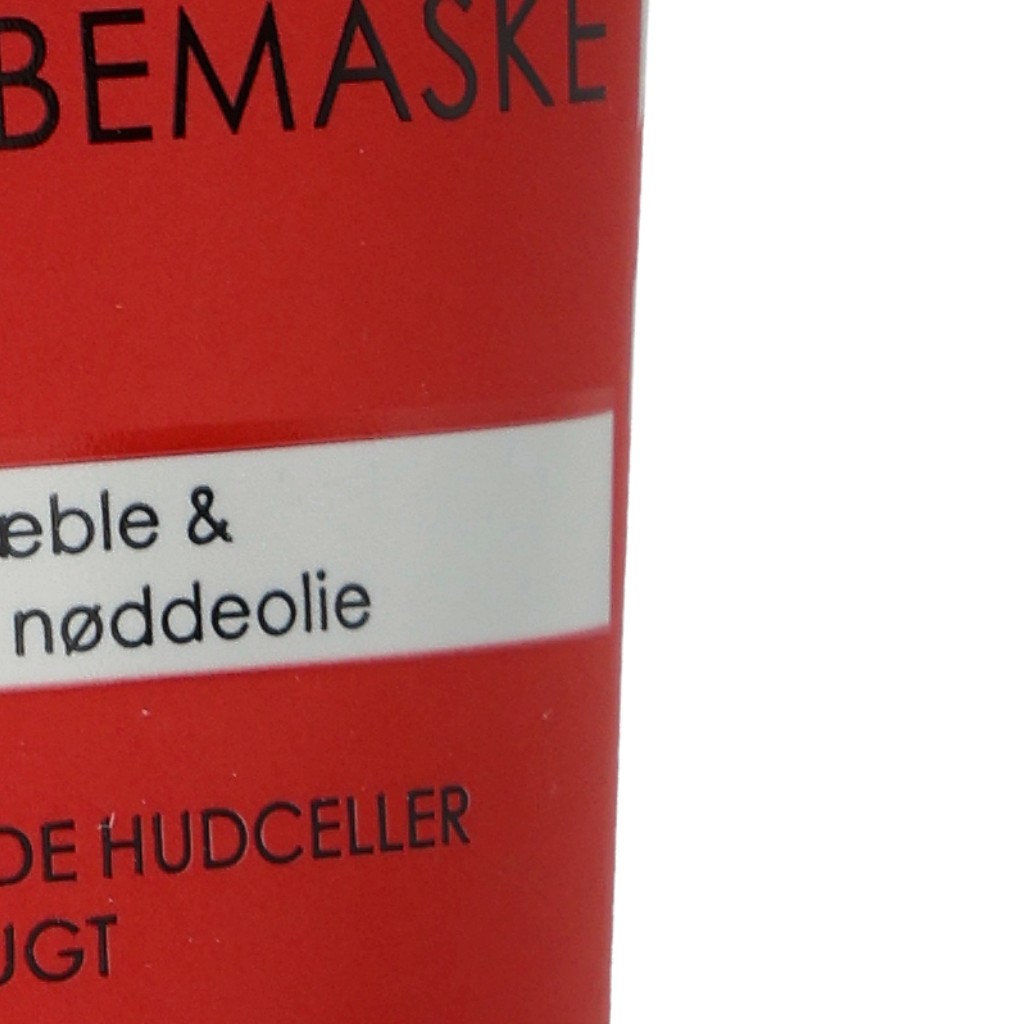 BEMASKE
æble &
nøddeolie
DE HUDCELLER
UGT